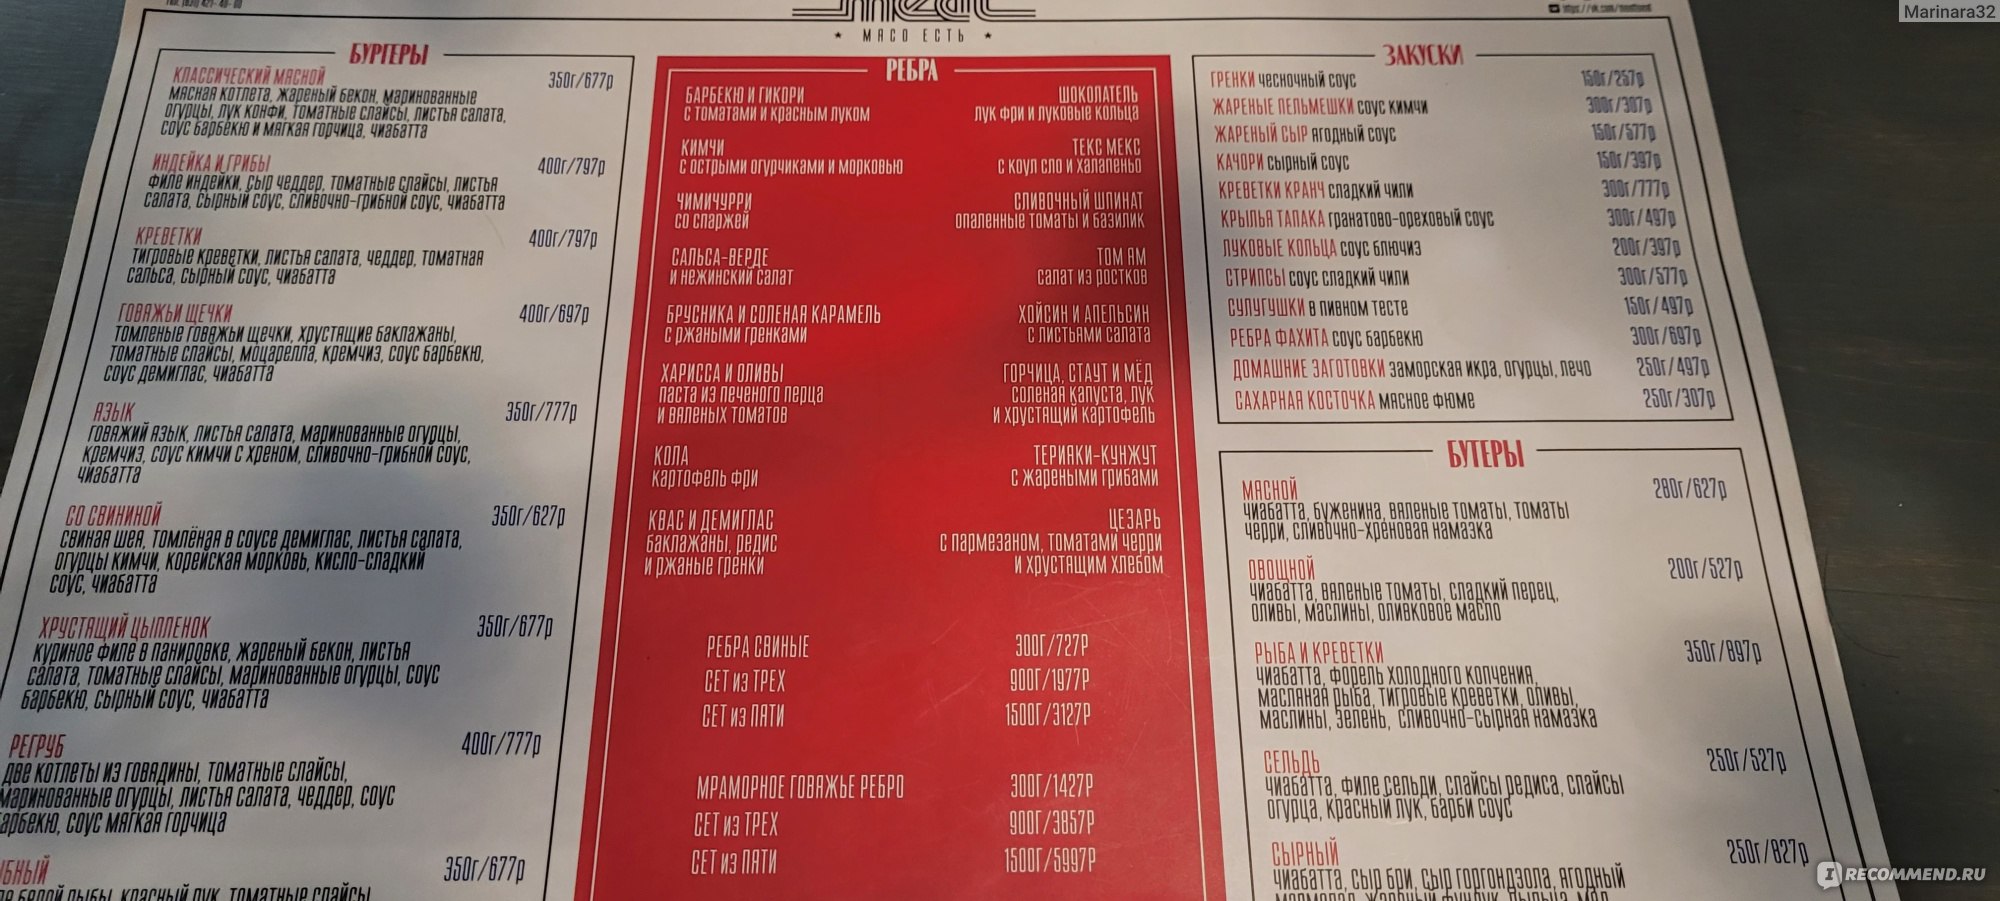 Marinara32
meat
★ МЯСО ЕСТЬ ★
БУРГЕРЫ
КЛАССИЧЕСКИЙ МЯСНОЙ 350г/677р
мясная котлета, жареный бекон, маринованные
огурцы, лук конфи, томатные слайсы, листья салата,
соус барбекю и мягкая горчица, чиабатта
ИНДЕЙКА И ГРИБЫ 400г/797р
филе индейки, сыр чеддер, томатные слайсы, листья
салата, сырный соус, сливочно-грибной соус, чиабатта
КРЕВЕТКИ 400г/797р
тигровые креветки, листья салата, чеддер, томатная
сальса, сырный соус, чиабатта
ГОВЯЖЬИ ЩЕЧКИ 400г/697р
томленые говяжьи щечки, хрустящие баклажаны,
томатные слайсы, моцарелла, кремчиз, соус барбекю,
соус демиглас, чиабатта
ЯЗЫК 350г/777р
говяжий язык, листья салата, маринованные огурцы,
кремчиз, соус кимчи с хреном, сливочно-грибной соус,
чиабатта
СО СВИНИНОЙ 350г/627р
свиная шея, томлёная в соусе демиглас, листья салата,
огурцы кимчи, корейская морковь, кисло-сладкий
соус, чиабатта
ХРУСТЯЩИЙ ЦЫПЛЕНОК 350г/677р
куриное филе в панировке, жареный бекон, листья
салата, томатные слайсы, маринованные огурцы, соус
барбекю, сырный соус, чиабатта
РЕГРУБ 400г/777р
две котлеты из говядины, томатные слайсы,
маринованные огурцы, листья салата, чеддер, соус
барбекю, соус мягкая горчица
350г/677р
белой рыбы, красный лук, томатные слайсы
РЕБРА
БАРБЕКЮ И ГИКОРИ
с томатами и красным луком
КИМЧИ
с острыми огурчиками и морковью
ЧИМИЧУРРИ
со спаржей
САЛЬСА-ВЕРДЕ
и нежинский салат
БРУСНИКА И СОЛЕНАЯ КАРАМЕЛЬ
с ржаными гренками
ХАРИССА И ОЛИВЫ
паста из печеного перца
и вяленых томатов
КОЛА
картофель фри
КВАС И ДЕМИГЛАС
баклажаны, редис
и ржаные гренки
ШОКОЛАТЕЛЬ
лук фри и луковые кольца
ТЕКС МЕКС
с коул сло и халапеньо
СЛИВОЧНЫЙ ШПИНАТ
опаленные томаты и базилик
ТОМ ЯМ
салат из ростков
ХОЙСИН И АПЕЛЬСИН
с листьями салата
ГОРЧИЦА, СТАУТ И МЁД
соленая капуста, лук
и хрустящий картофель
ТЕРИЯКИ-КУНЖУТ
с жареными грибами
ЦЕЗАРЬ
с пармезаном, томатами черри
и хрустящим хлебом
РЕБРА СВИНЫЕ 300Г/727Р
СЕТ из ТРЕХ 900Г/1977Р
СЕТ из ПЯТИ 1500Г/3127Р
МРАМОРНОЕ ГОВЯЖЬЕ РЕБРО 300Г/1427Р
СЕТ из ТРЕХ 900Г/3857Р
СЕТ из ПЯТИ 1500Г/5997Р
ЗАКУСКИ
ГРЕНКИ чесночный соус 150г/257р
ЖАРЕНЫЕ ПЕЛЬМЕШКИ соус кимчи 300г/307р
ЖАРЕНЫЙ СЫР ягодный соус 150г/577р
КАЧОРИ сырный соус 150г/397р
КРЕВЕТКИ КРАНЧ сладкий чили 300г/777р
КРЫЛЬЯ ТАПАКА гранатово-ореховый соус 300г/497р
ЛУКОВЫЕ КОЛЬЦА соус блючиз 200г/397р
СТРИПСЫ соус сладкий чили 300г/577р
СУЛУГУШКИ в пивном тесте 150г/497р
РЕБРА ФАХИТА соус барбекю 300г/697р
ДОМАШНИЕ ЗАГОТОВКИ заморская икра, огурцы, лечо 250г/497р
САХАРНАЯ КОСТОЧКА мясное фюме 250г/307р
БУТЕРЫ
МЯСНОЙ 280г/627р
чиабатта, буженина, вяленые томаты, томаты
черри, сливочно-хреновая намазка
ОВОЩНОЙ 200г/527р
чиабатта, вяленые томаты, сладкий перец,
оливы, маслины, оливковое масло
РЫБА И КРЕВЕТКИ 350г/897р
чиабатта, форель холодного копчения,
масляная рыба, тигровые креветки, оливы,
маслины, зелень, сливочно-сырная намазка
СЕЛЬДЬ 250г/527р
чиабатта, филе сельди, слайсы редиса, слайсы
огурца, красный лук, барби соус
СЫРНЫЙ 250г/827р
чиабатта, сыр бри, сыр горгондзола, ягодный
мармелад, жареный фундук, пыльца, мед
IRECOMMEND.RU